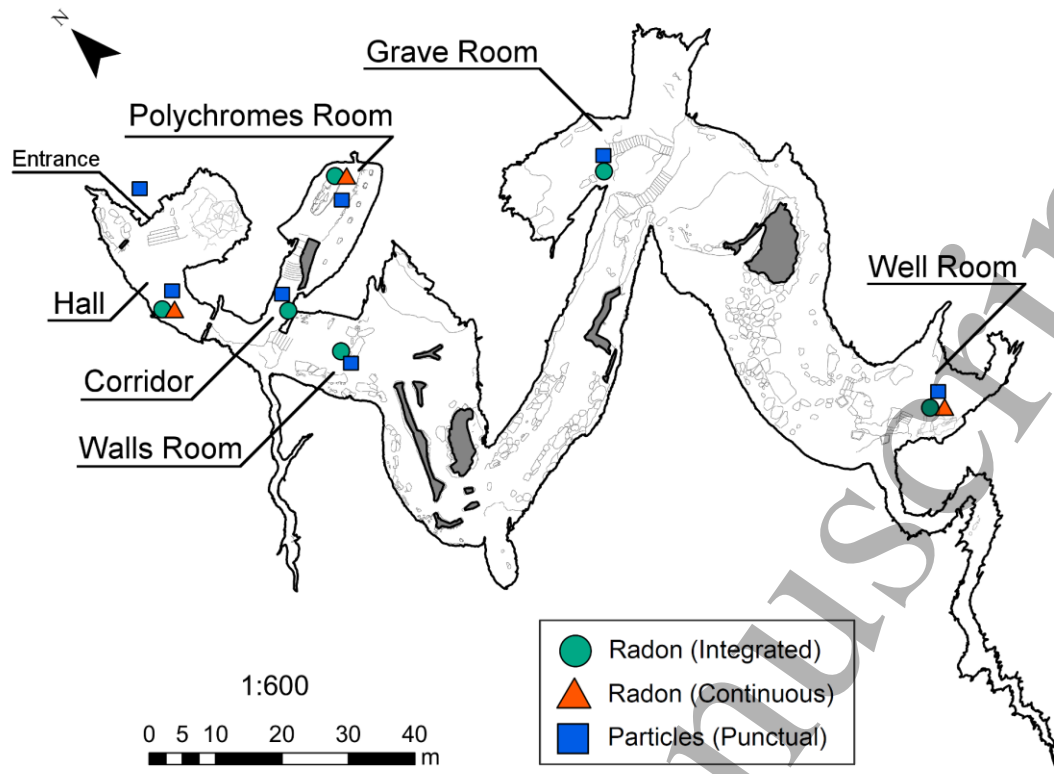 N
Grave Room
Polychromes Room
Entrance
Well Room
Hall
Corridor
Walls Room
Radon (Integrated)
Radon (Continuous)
Particles (Punctual)
1:600
0 5 10 20 30 40
m
nuscrip